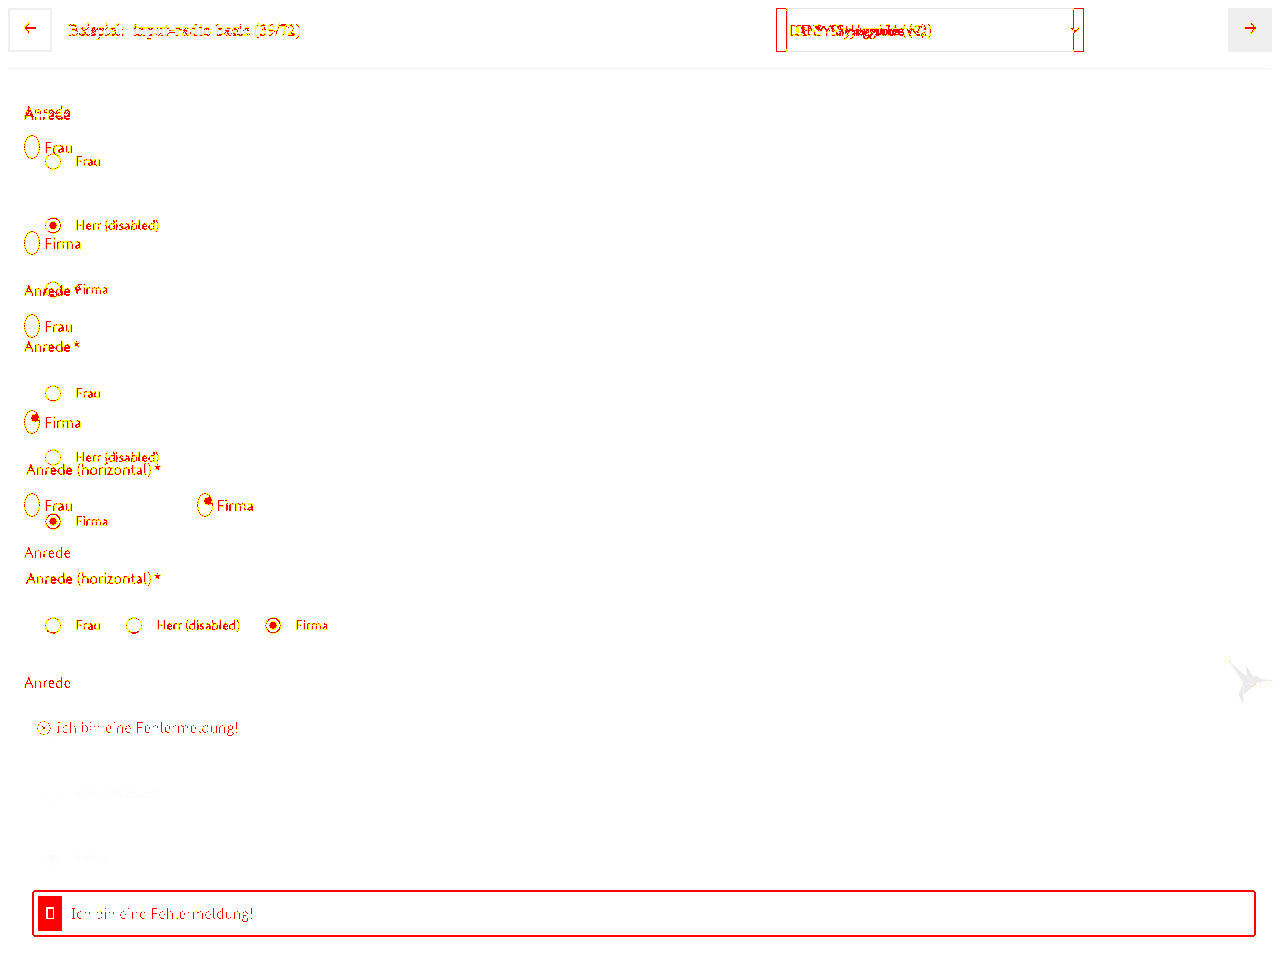 Beispiel: input-radio basic (39/72)
Anrede
Frau
Frau
Herr (disabled)
Firma
Firma
Anrede *
Frau
Anrede *
Frau
Firma
Herr (disabled)
Anrede (horizontal) *
Frau Firma
Firma
Anrede
Anrede (horizontal) *
Frau Herr (disabled) Firma
Anrede
Ich bin eine Fehlermeldung!
Ich bin eine Fehlermeldung!